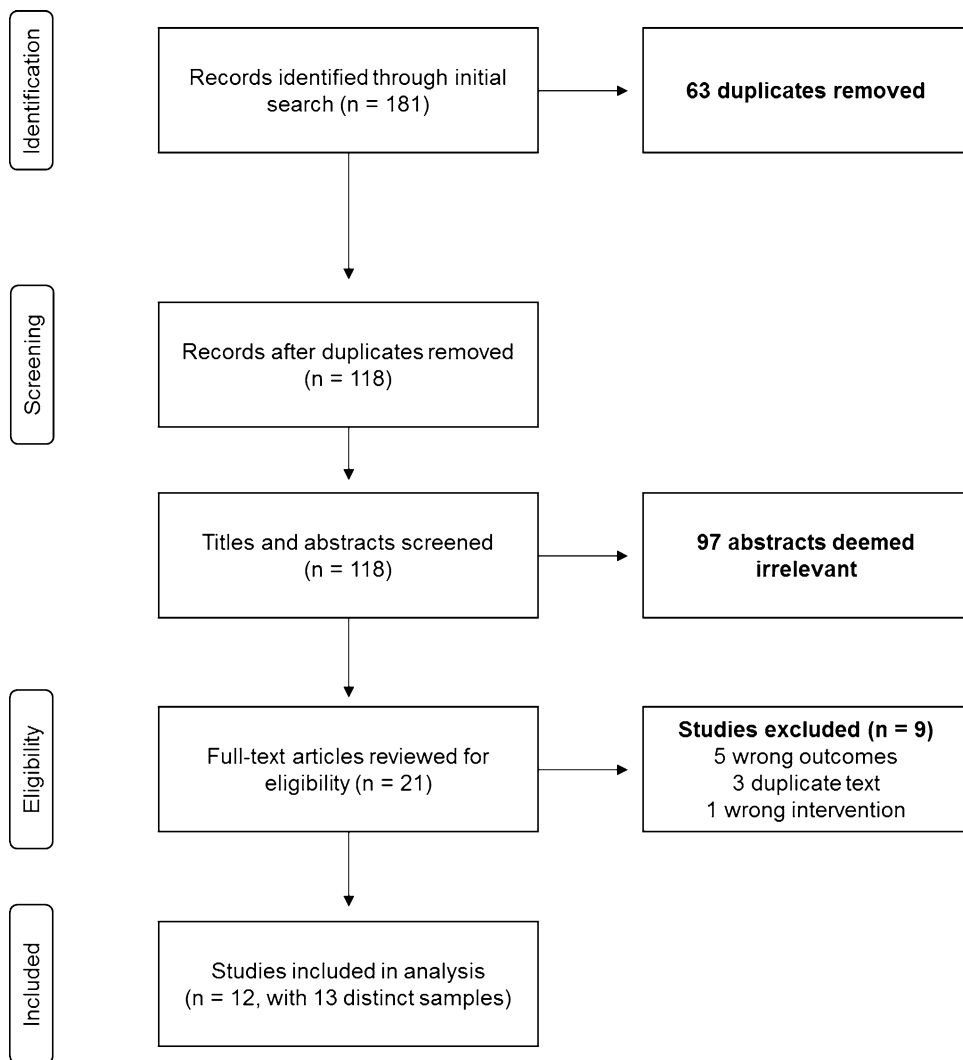 Identification
Records identified through initial
search (n = 181)
63 duplicates removed
Screening
Records after duplicates removed
(n = 118)
Titles and abstracts screened
(n = 118)
97 abstracts deemed
irrelevant
Eligibility
Full-text articles reviewed for
eligibility (n = 21)
Studies excluded (n = 9)
5 wrong outcomes
3 duplicate text
1 wrong intervention
Included
Studies included in analysis
(n = 12, with 13 distinct samples)